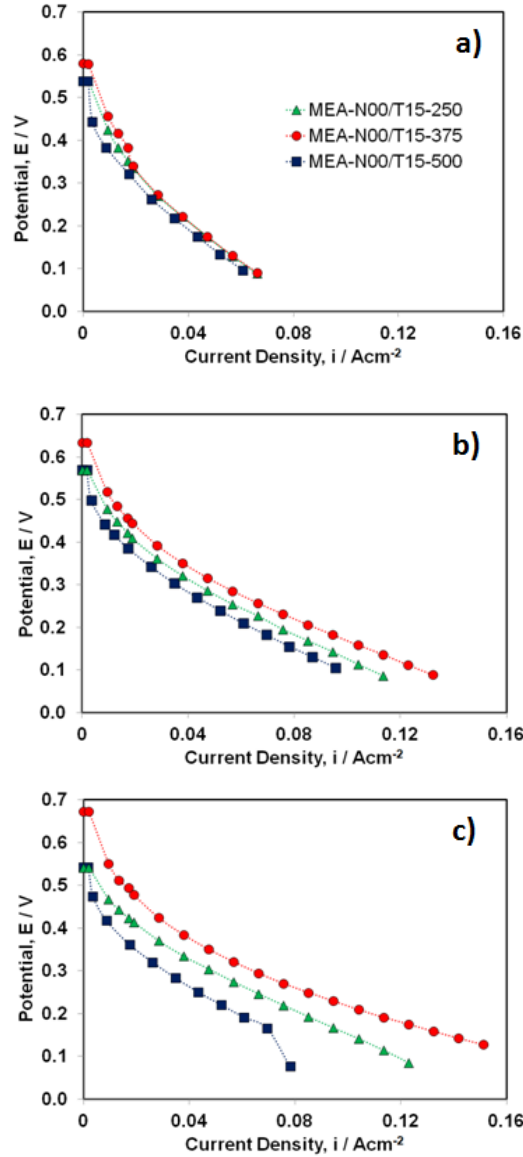 a)
0.7
0.6
0.5
0.4
0.3
0.2
0.1
0.0
Potential, E / V
MEA-N00/T15-250
MEA-N00/T15-375
MEA-N00/T15-500
0 0.04 0.08 0.12 0.16
Current Density, i / Acm-2
b)
0.7
0.6
0.5
0.4
0.3
0.2
0.1
0.0
Potential, E / V
0 0.04 0.08 0.12 0.16
Current Density, i / Acm-2
c)
0.7
0.6
0.5
0.4
0.3
0.2
0.1
0.0
Potential, E / V
0 0.04 0.08 0.12 0.16
Current Density, i / Acm-2